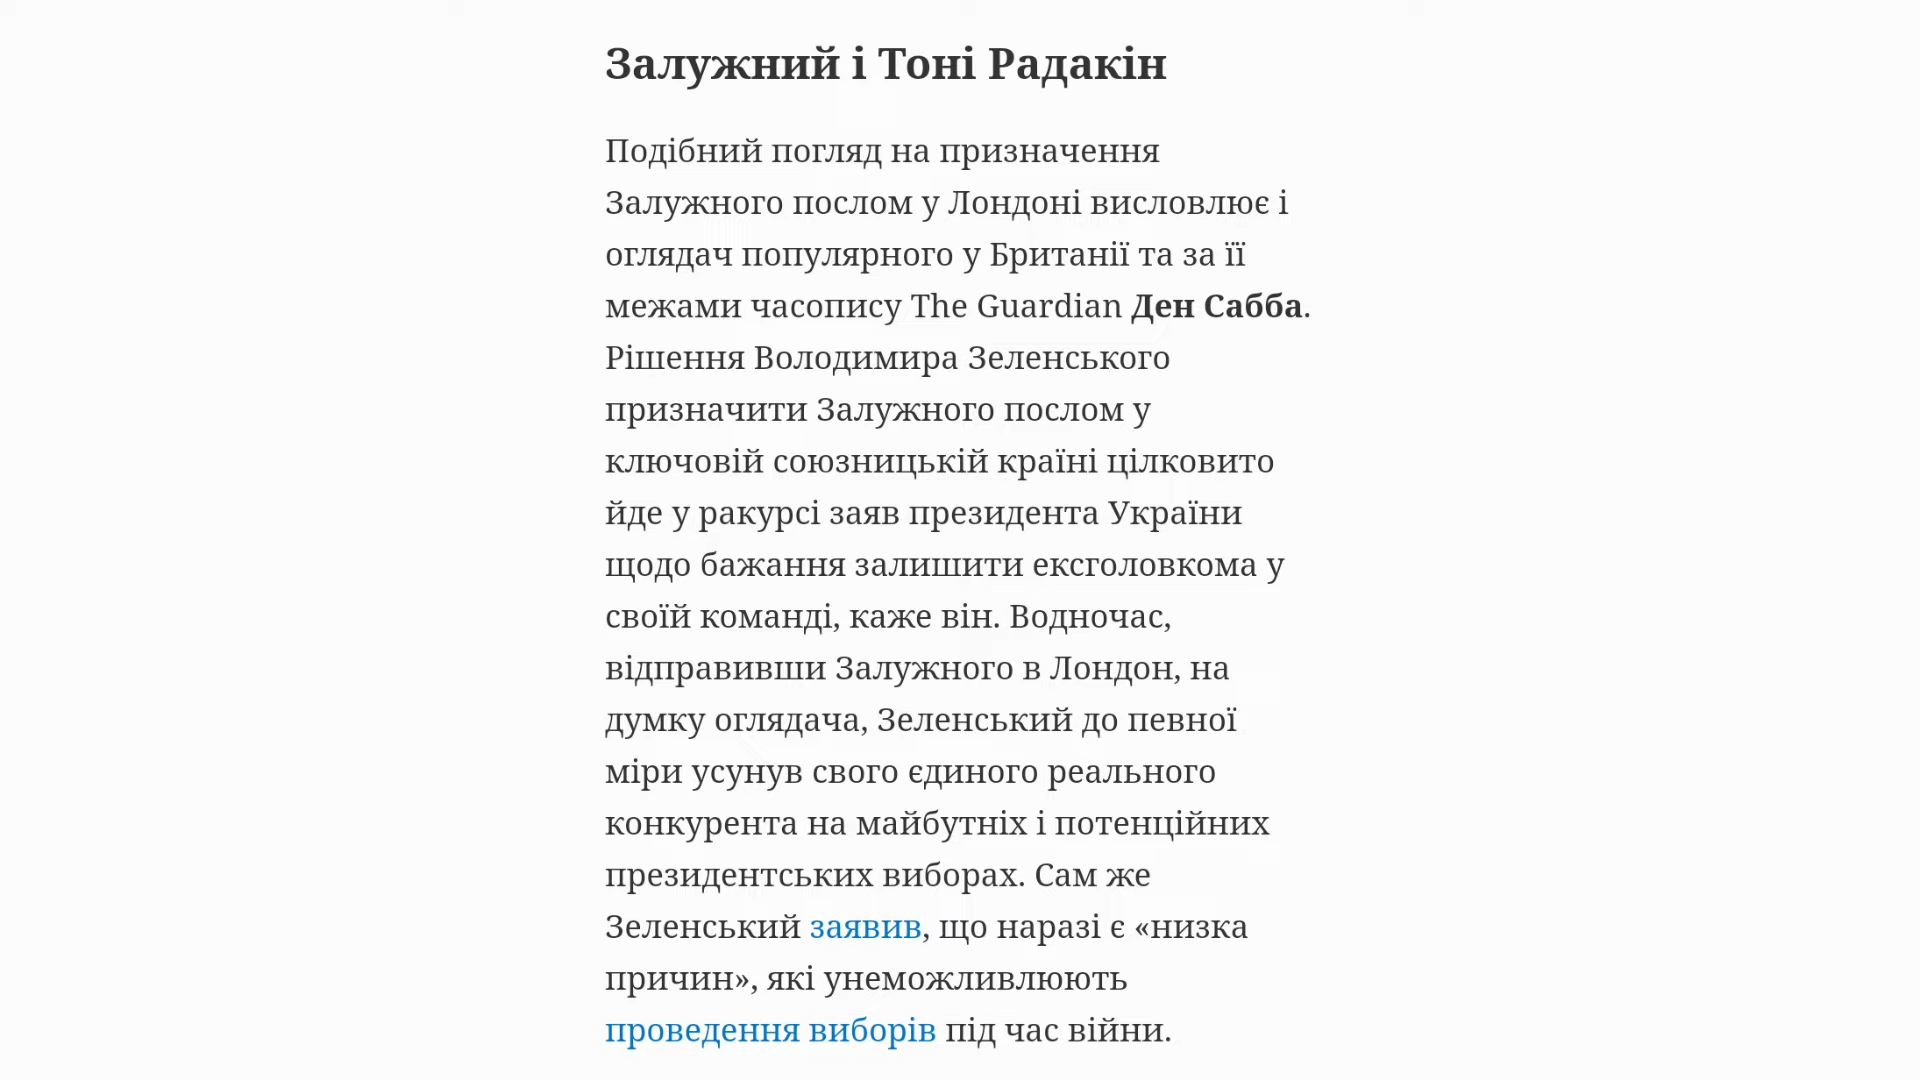 Залужний і Тоні Радакін
Подібний погляд на призначення
Залужного послом у Лондоні висловлює і
оглядач популярного у Британії та за її
межами часопису The Guardian Ден Сабба.
Рішення Володимира Зеленського
призначити Залужного послом у
ключовій союзницькій країні цілковито
йде у ракурсі заяв президента України
щодо бажання залишити ексголовкома у
своїй команді, каже він. Водночас,
відправивши Залужного в Лондон, на
думку оглядача, Зеленський до певної
міри усунув свого єдиного реального
конкурента на майбутніх і потенційних
президентських виборах. Сам же
Зеленський заявив, що наразі є «низка
причин», які унеможливлюють
проведення виборів під час війни.